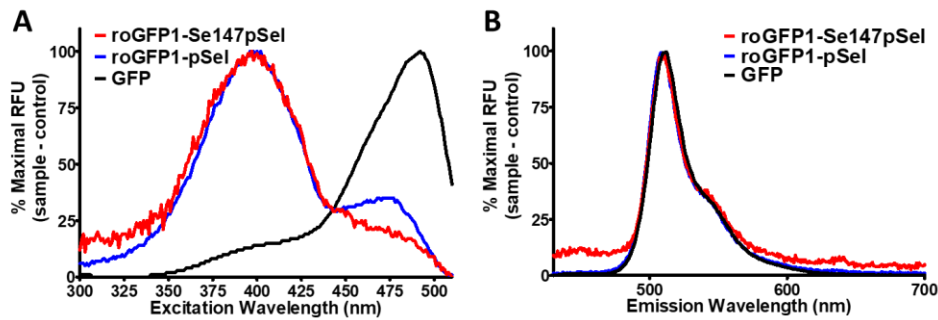 A
roGFP1-Se147pSel
roGFP1-pSel
GFP
% Maximal RFU
(sample - control)
100
75
50
25
0
300 325 350 375 400 425 450 475 500
Excitation Wavelength (nm)
B
roGFP1-Se147pSel
roGFP1-pSel
GFP
% Maximal RFU
(sample - control)
100
75
50
25
0
500 600 700
Emission Wavelength (nm)